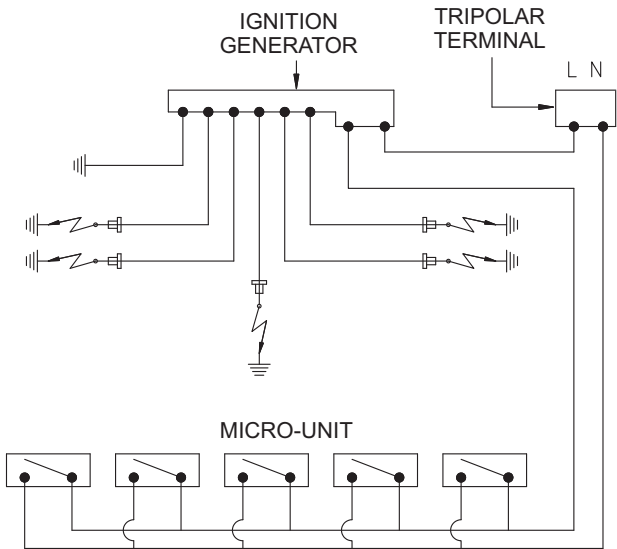 IGNITION
GENERATOR
TRIPOLAR
TERMINAL
L N
MICRO-UNIT